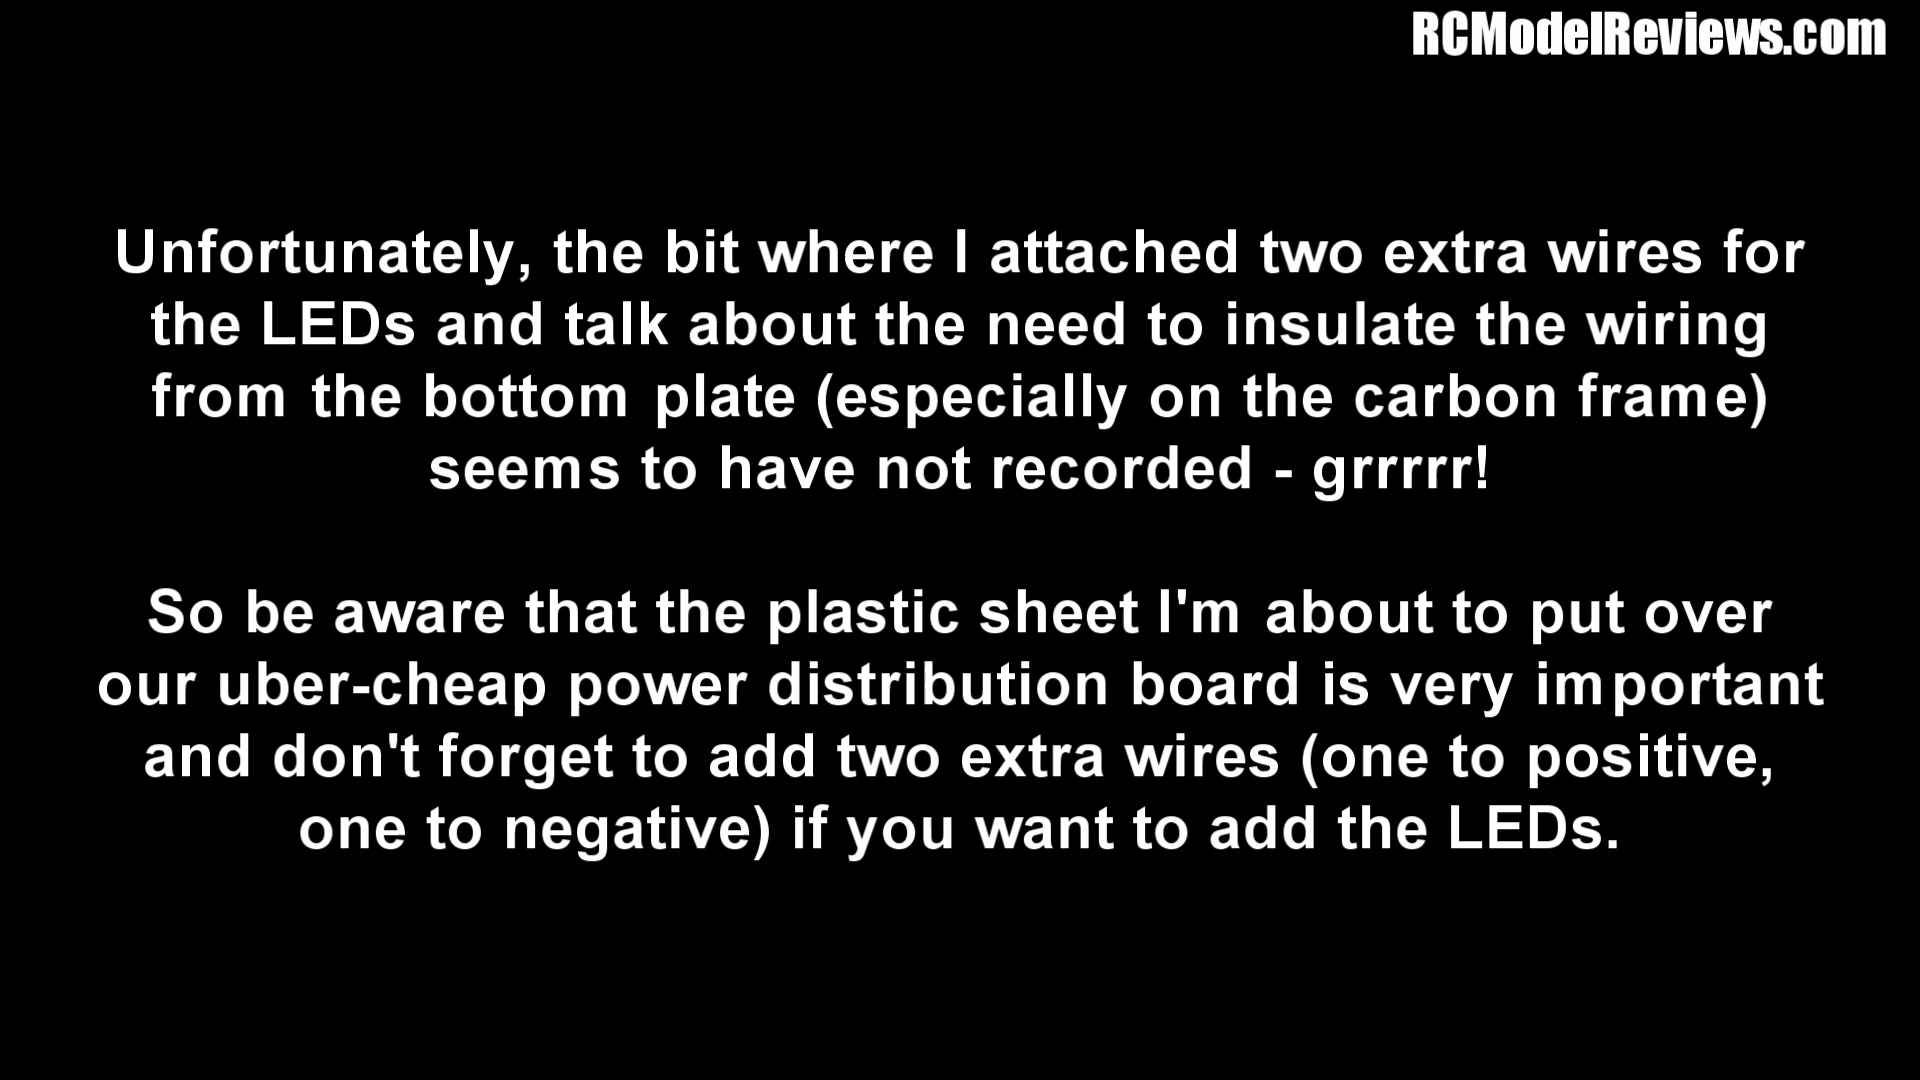 RCModelReviews.com
Unfortunately, the bit where I attached two extra wires for
the LEDs and talk about the need to insulate the wiring
from the bottom plate (especially on the carbon frame)
seems to have not recorded - grrrrr!
So be aware that the plastic sheet I'm about to put over
our uber-cheap power distribution board is very important
and don't forget to add two extra wires (one to positive,
one to negative) if you want to add the LEDs.